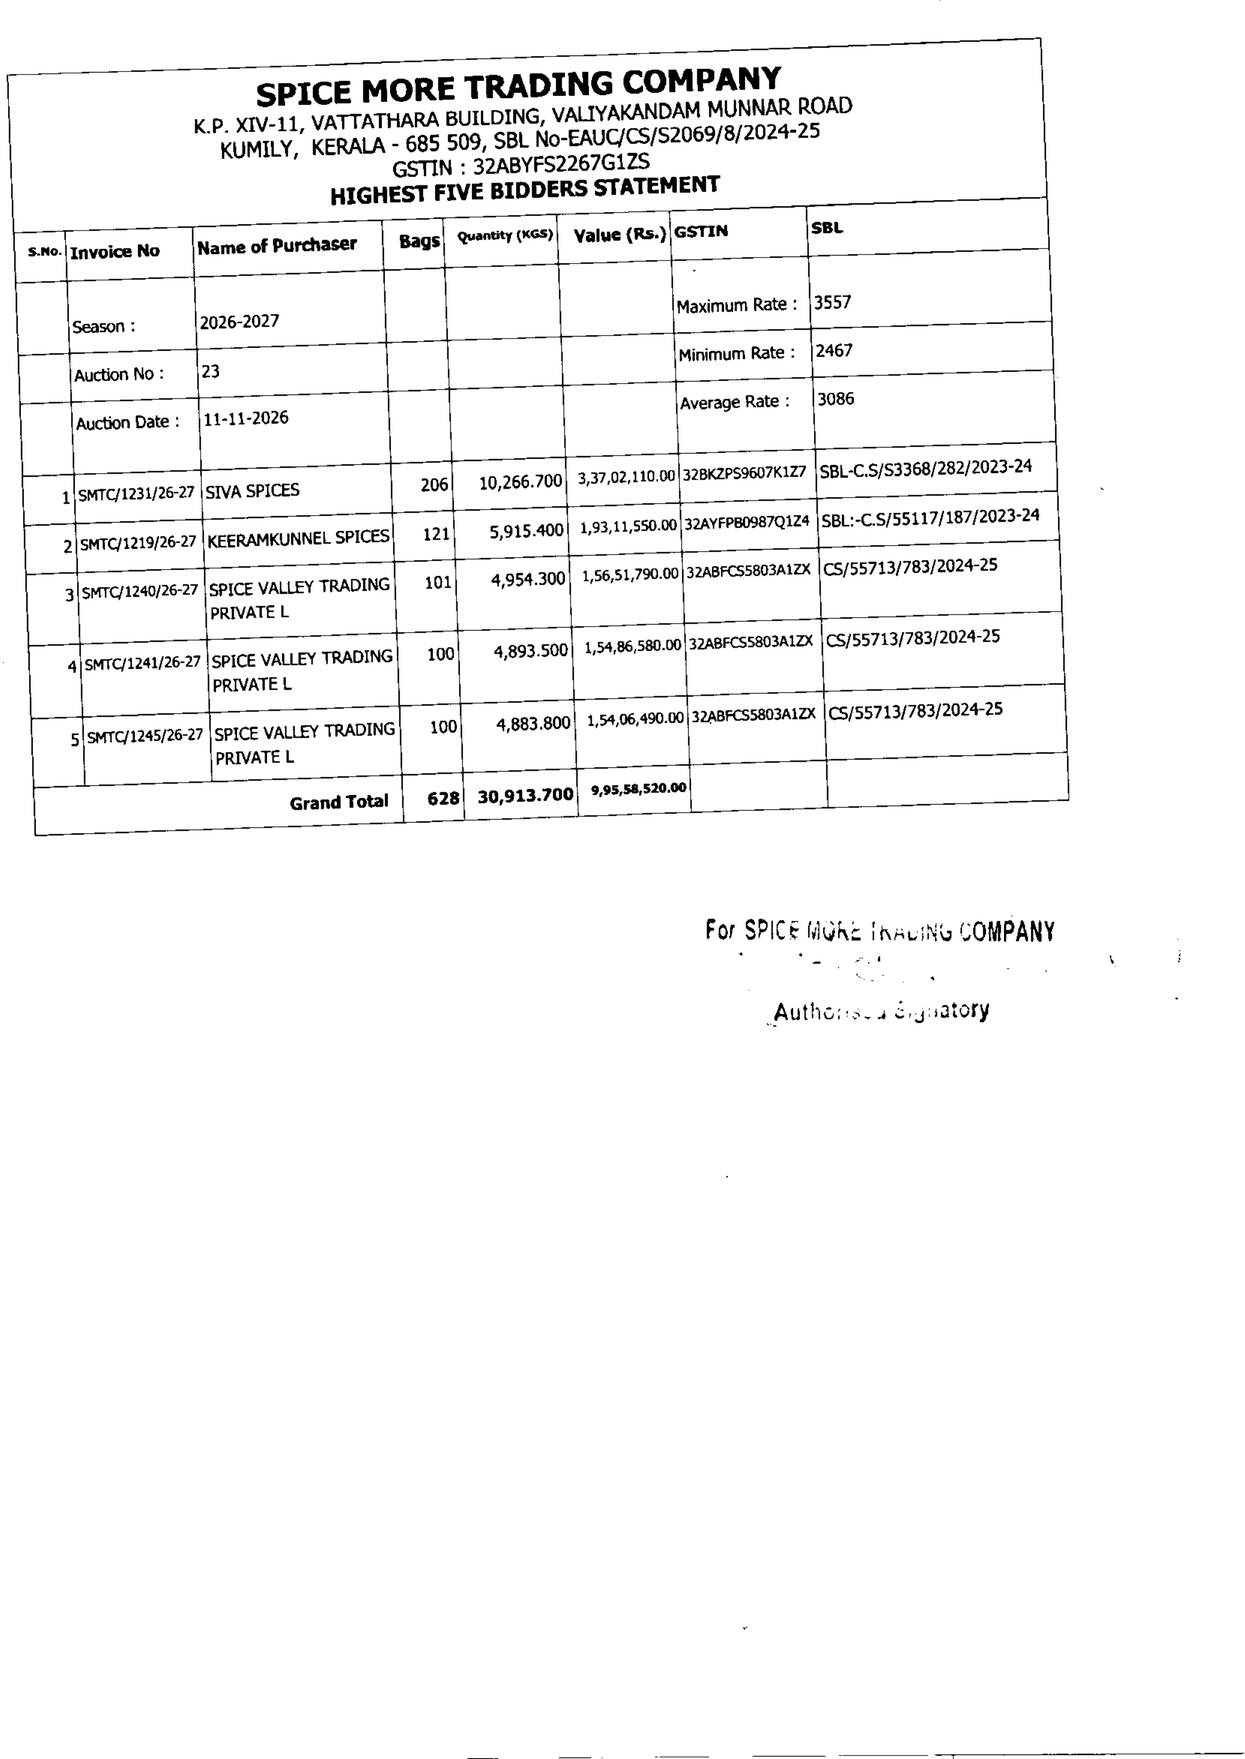 SPICE MORE TRADING COMPANY
K.P. XIV-11, VATTATHARA BUILDING, VALIYAKANDAM MUNNAR ROAD
KUMILY, KERALA - 685 509, SBL No-EAUC/CS/S2069/8/2024-25
GSTIN : 32ABYFS2267G1ZS
HIGHEST FIVE BIDDERS STATEMENT
S.No. Invoice No Name of Purchaser Bags Quantity (KGS) Value (Rs.) GSTIN SBL
Season : 2026-2027 Maximum Rate : 3557
Auction No : 23 Minimum Rate : 2467
Auction Date : 11-11-2026 Average Rate : 3086
1 SMTC/1231/26-27 SIVA SPICES 206 10,266.700 3,37,02,110.00 32BKZPS9607K1Z7 SBL-C.S/S3368/282/2023-24
2 SMTC/1219/26-27 KEERAMKUNNEL SPICES 121 5,915.400 1,93,11,550.00 32AYFPB0987Q1Z4 SBL:-C.S/55117/187/2023-24
3 SMTC/1240/26-27 SPICE VALLEY TRADING 101 4,954.300 1,56,51,790.00 32ABFCS5803A1ZX CS/55713/783/2024-25
PRIVATE L
4 SMTC/1241/26-27 SPICE VALLEY TRADING 100 4,893.500 1,54,86,580.00 32ABFCS5803A1ZX CS/55713/783/2024-25
PRIVATE L
5 SMTC/1245/26-27 SPICE VALLEY TRADING 100 4,883.800 1,54,06,490.00 32ABFCS5803A1ZX CS/55713/783/2024-25
PRIVATE L
Grand Total 628 30,913.700 9,95,58,520.00
For SPICE MORE TRADING COMPANY
Authorised Signatory